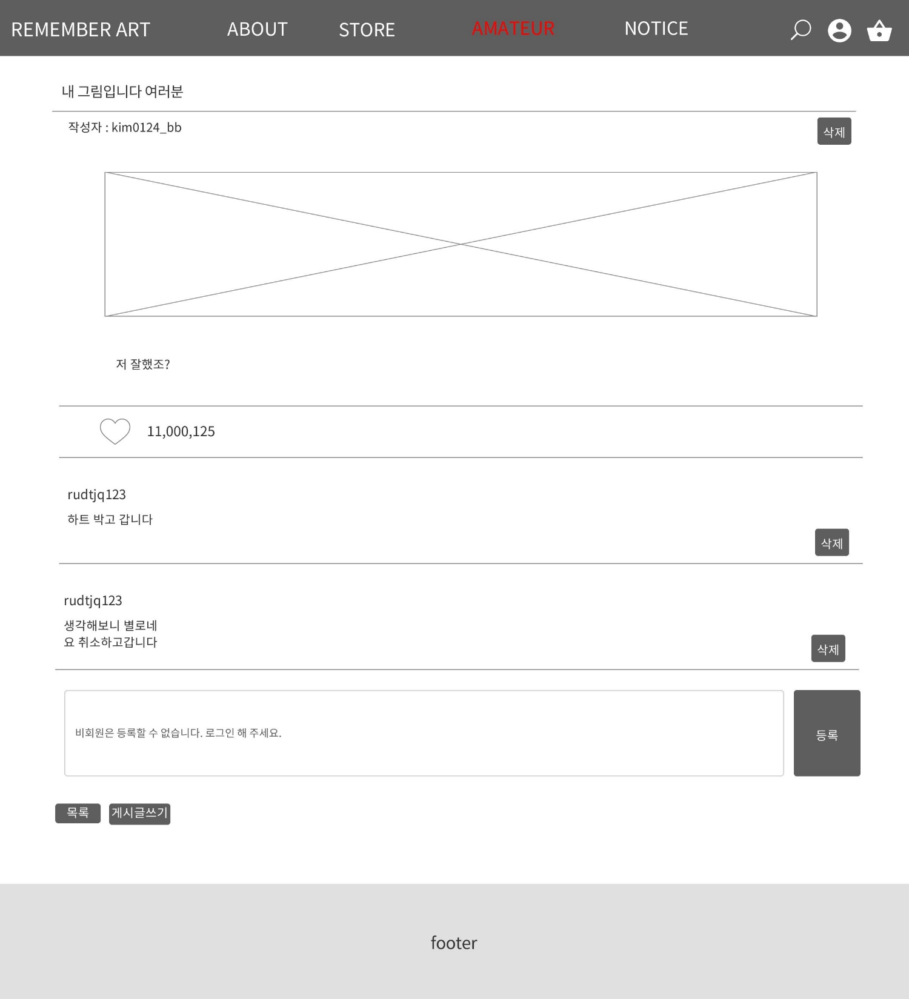 REMEMBER ART ABOUT STORE AMATEUR NOTICE
내 그림입니다 여러분
작성자 : kim0124_bb
삭제
저 잘했조?
11,000,125
rudtjq123
하트 박고 갑니다
삭제
rudtjq123
생각해보니 별로네
요 취소하고갑니다
삭제
비회원은 등록할 수 없습니다. 로그인 해 주세요.
등록
목록 게시글쓰기
footer